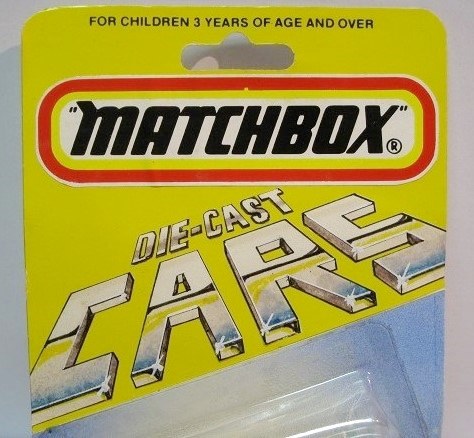 FOR CHILDREN 3 YEARS OF AGE AND OVER
"MATCHBOX"®
DIE-CAST
CARS